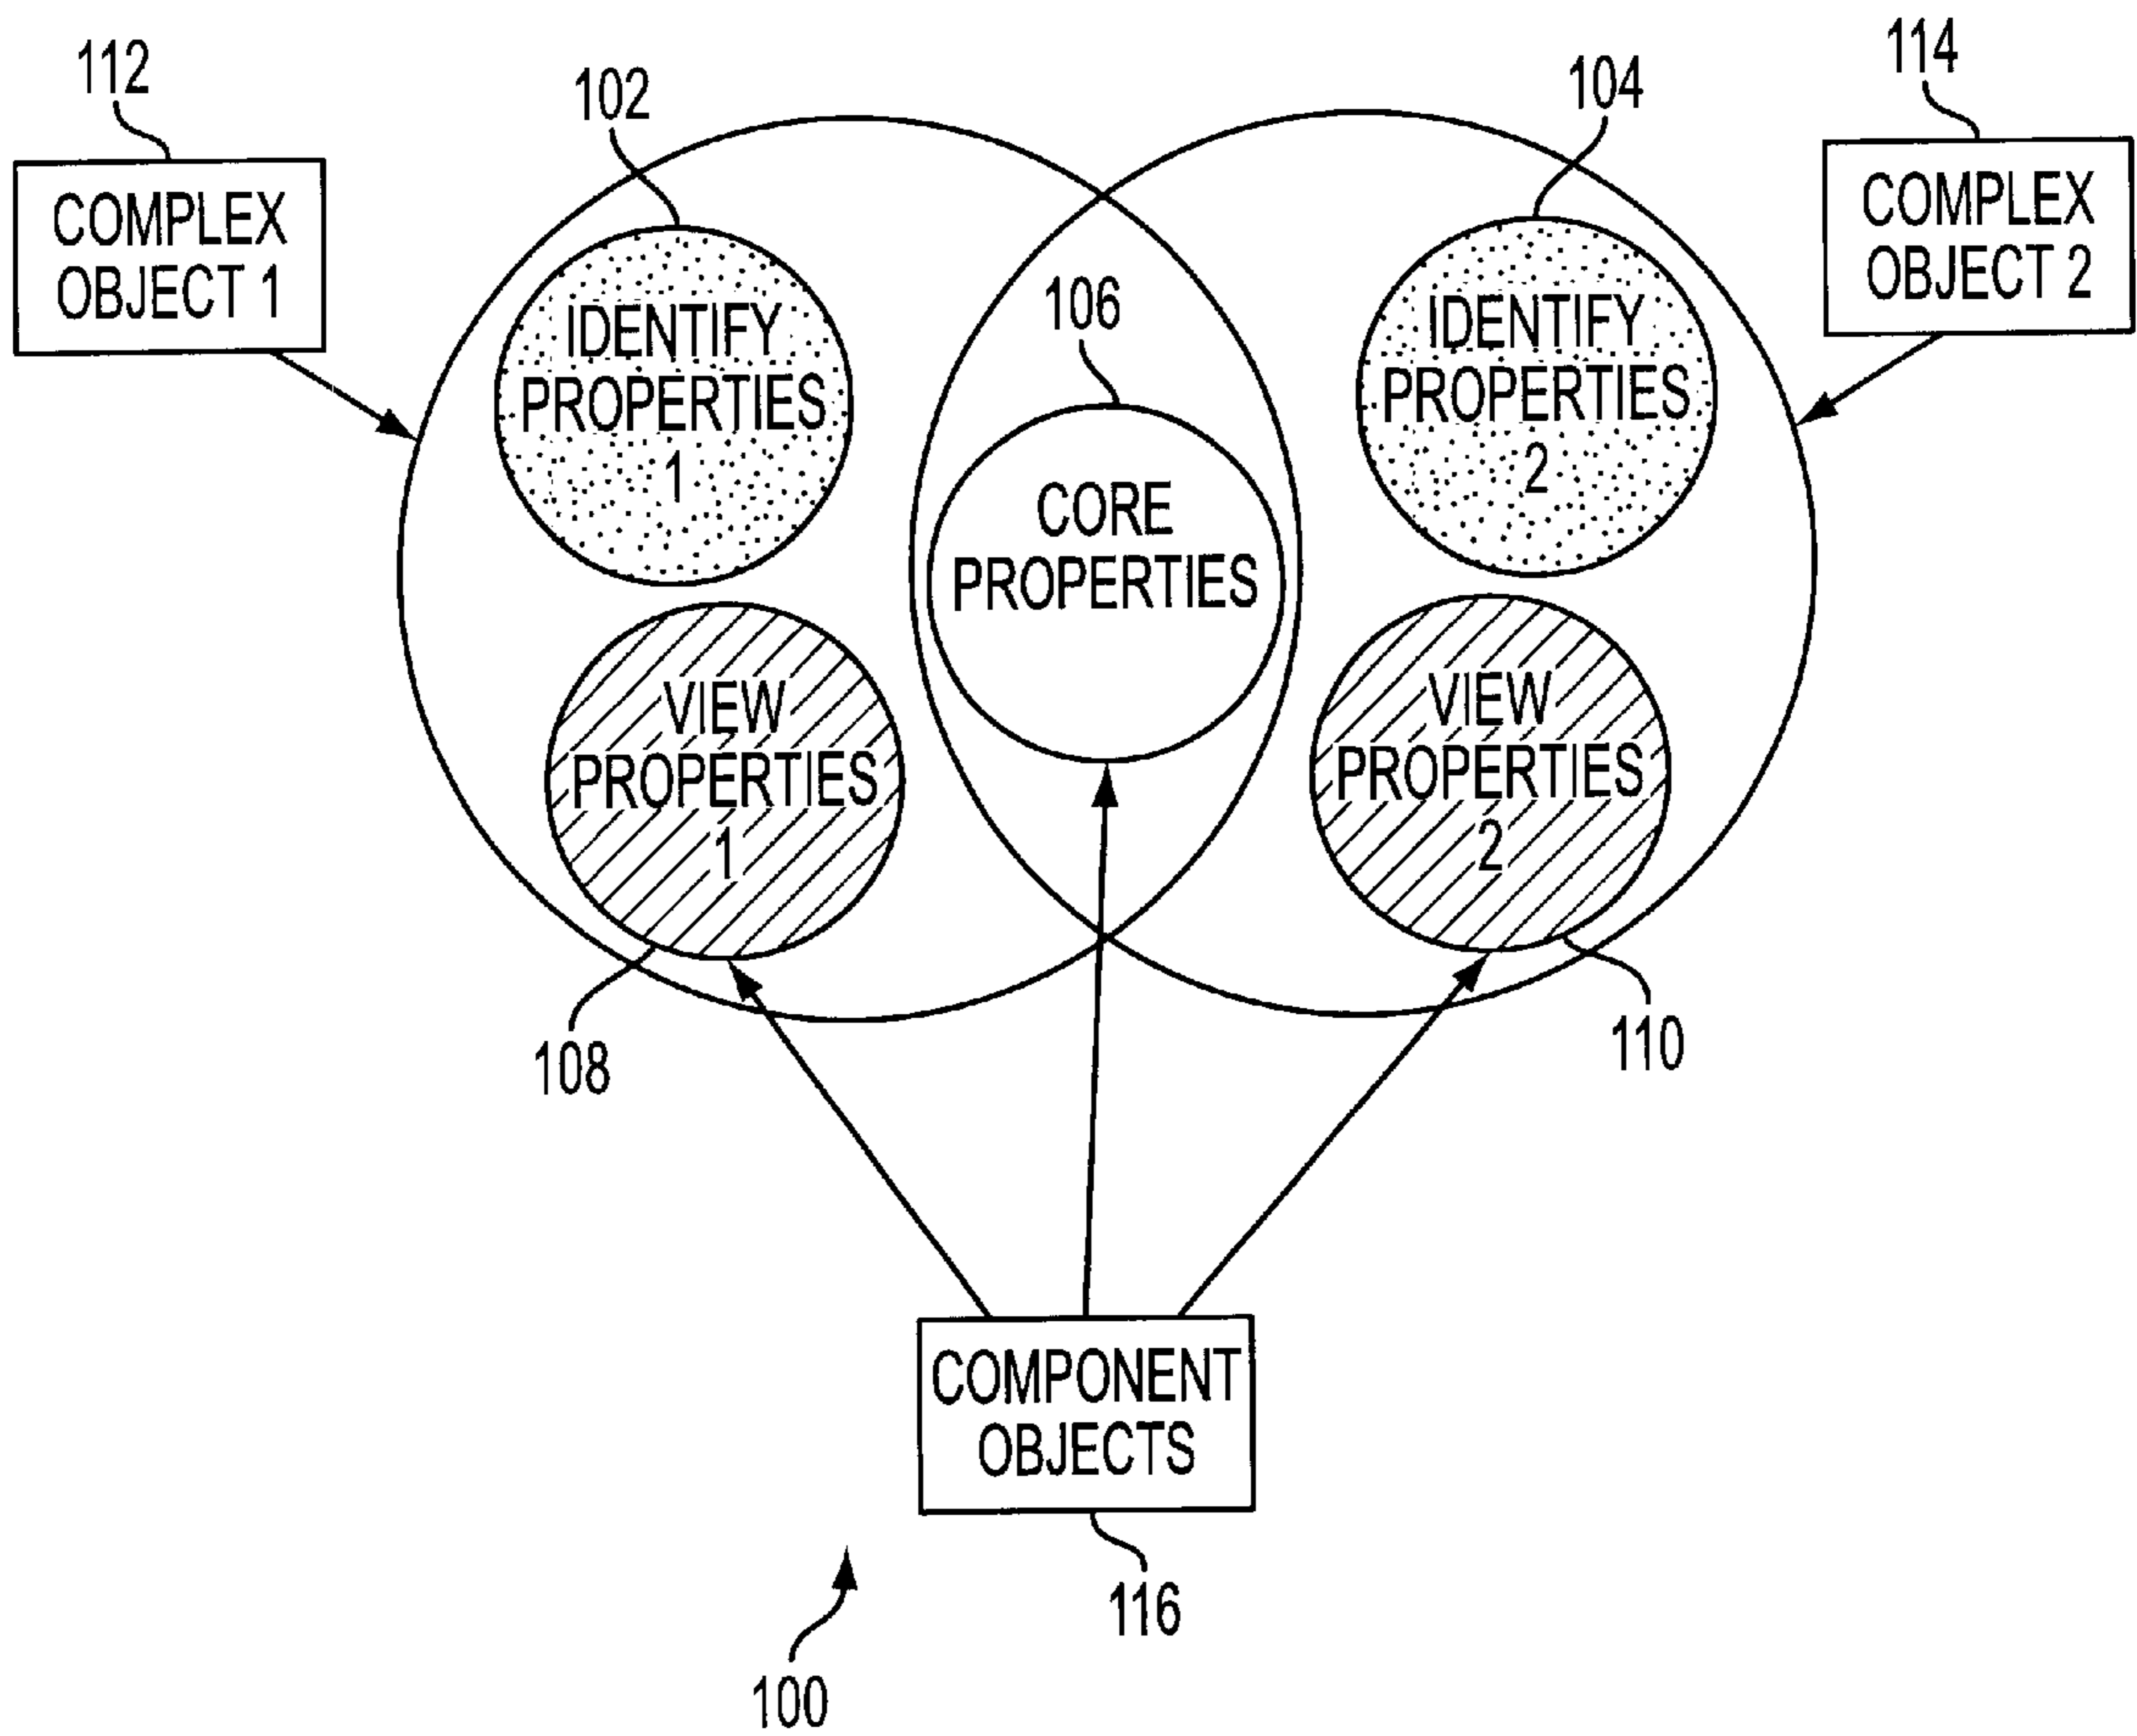 112
102
104
114
COMPLEX
OBJECT 1
COMPLEX
OBJECT 2
IDENTIFY
PROPERTIES
1
106
IDENTIFY
PROPERTIES
2
CORE
PROPERTIES
VIEW
PROPERTIES
1
VIEW
PROPERTIES
2
108
110
COMPONENT
OBJECTS
116
100